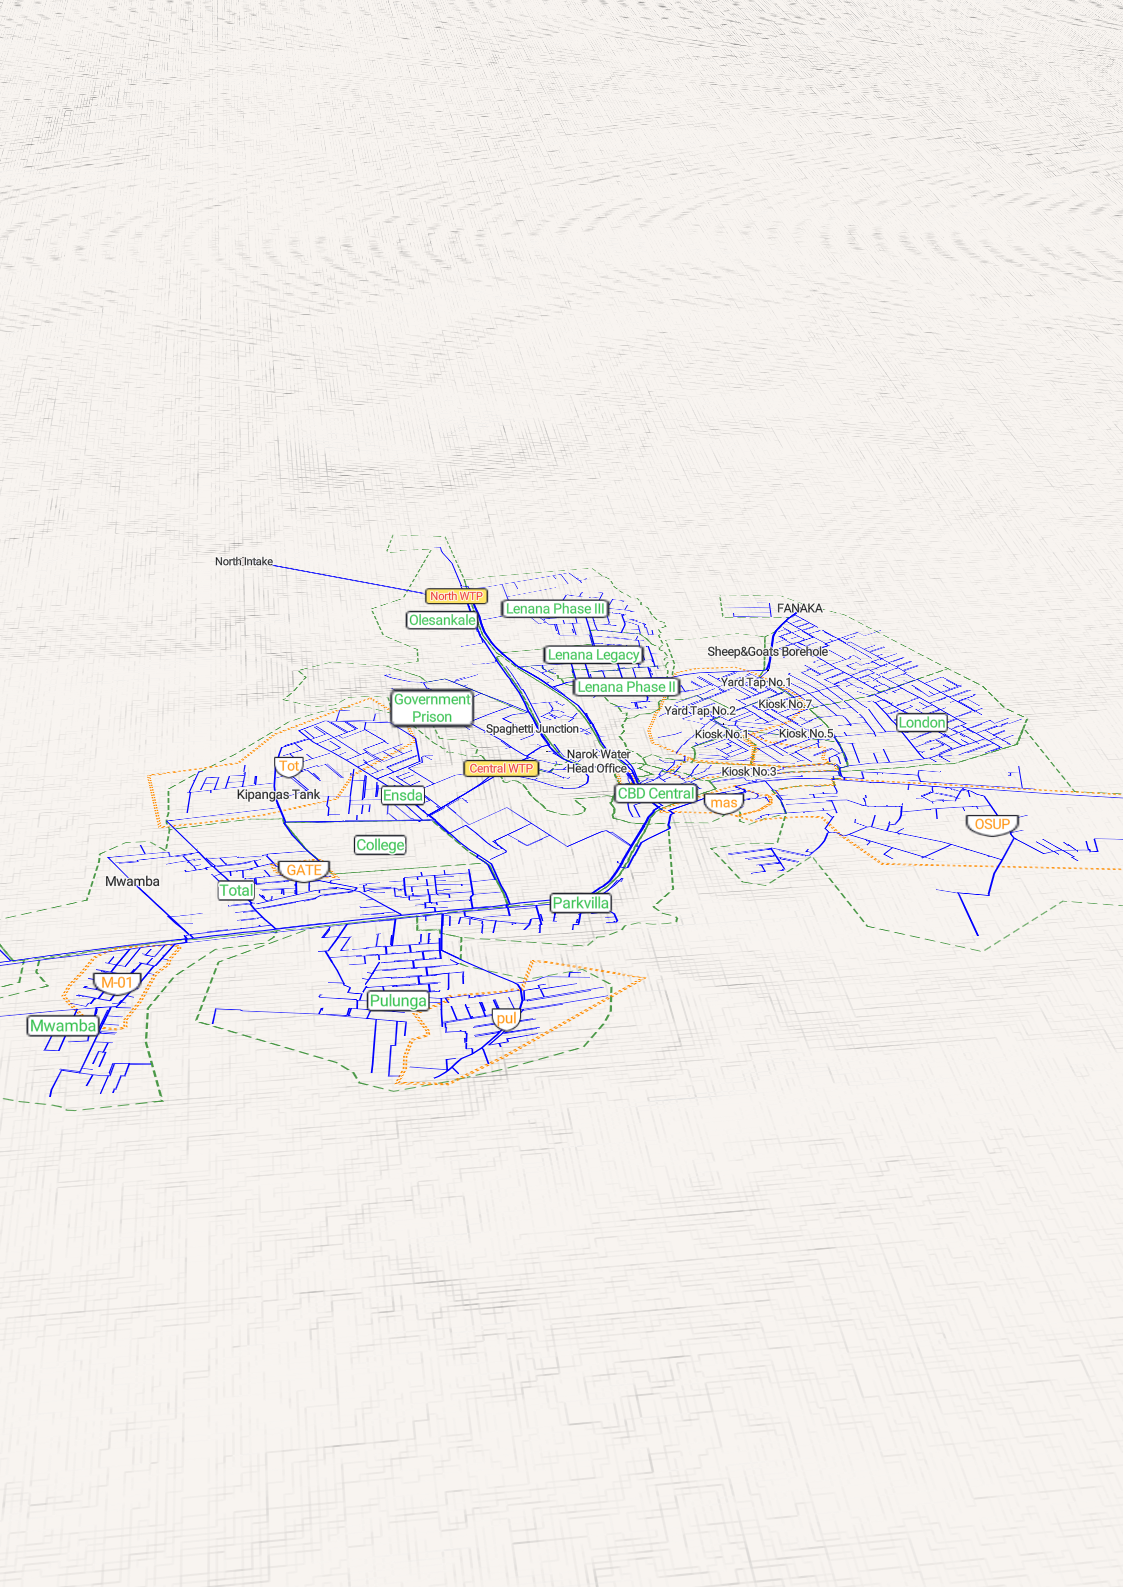 North Intake
North WTP
Olesankale
Lenana Phase III
FANAKA
Lenana Legacy
Sheep&Goats Borehole
Lenana Phase II
Yard Tap No.1
Government
Prison
Yard Tap No.2
Kiosk No.7
London
Spaghetti Junction
Kiosk No.1
Kiosk No.5
Narok Water
Head Office
Tot
Central WTP
Kiosk No.3
Kipangas Tank
Ensda
CBD Central
mas
OSUP
College
GATE
Mwamba
Total
Parkvilla
M-01
Pulunga
pul
Mwamba